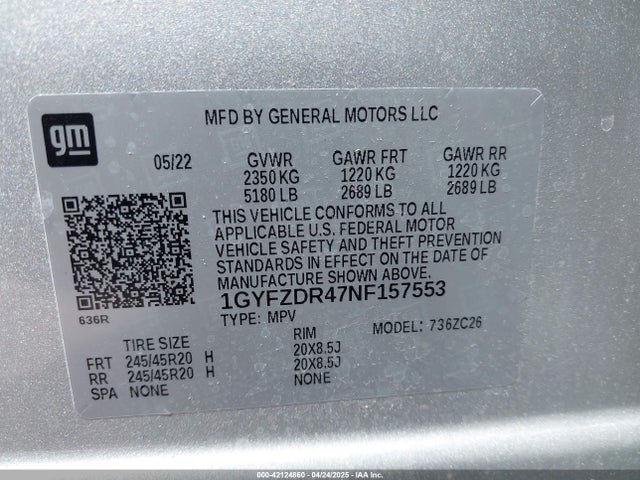 gm
MFD BY GENERAL MOTORS LLC
05/22 GVWR GAWR FRT GAWR RR
2350 KG 1220 KG 1220 KG
5180 LB 2689 LB 2689 LB
THIS VEHICLE CONFORMS TO ALL
APPLICABLE U.S. FEDERAL MOTOR
VEHICLE SAFETY AND THEFT PREVENTION
STANDARDS IN EFFECT ON THE DATE OF
MANUFACTURE SHOWN ABOVE.
1GYFZDR47NF157553
636R
TYPE: MPV MODEL: 736ZC26
TIRE SIZE RIM
FRT 245/45R20 H 20X8.5J
RR 245/45R20 H 20X8.5J
SPA NONE NONE
000-42124860 - 04/24/2025 - IAA Inc.